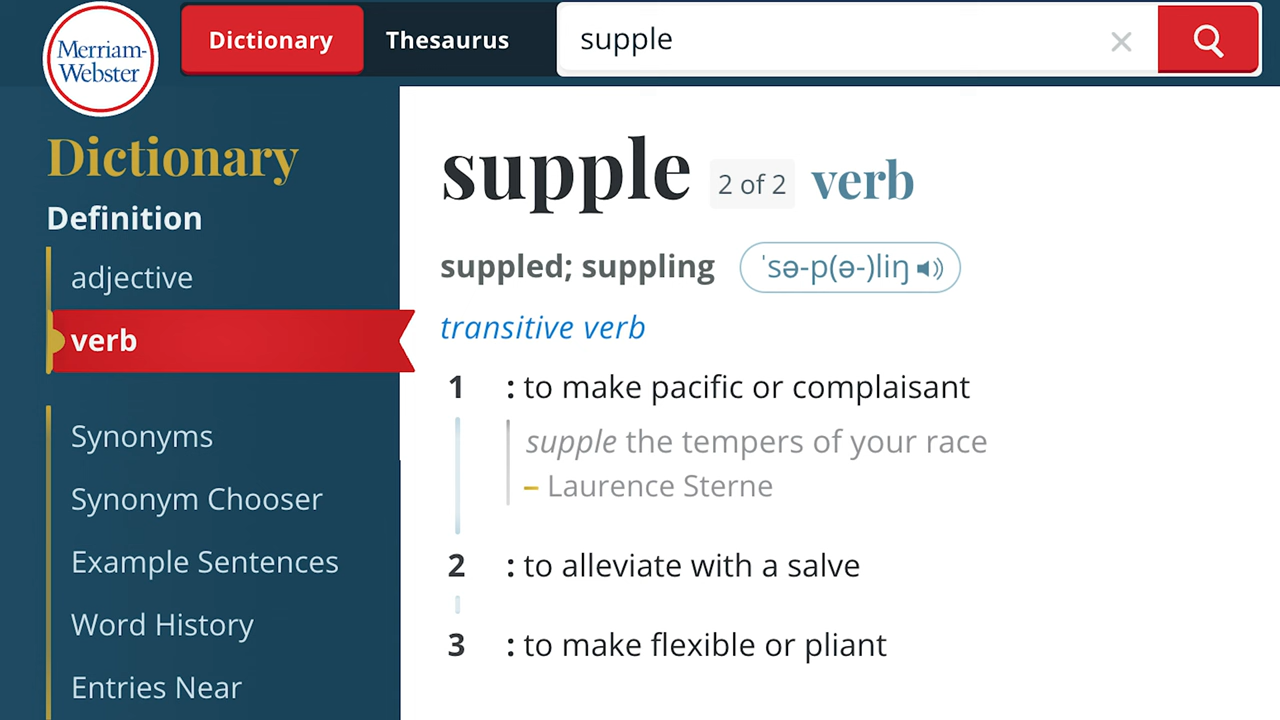 Merriam-
Webster
Dictionary
Thesaurus
supple
Dictionary
Definition
adjective
verb
Synonyms
Synonym Chooser
Example Sentences
Word History
Entries Near
supple 2 of 2 verb
suppled; suppling ˈsə-p(ə-)liŋ
transitive verb
1 : to make pacific or complaisant
supple the tempers of your race
– Laurence Sterne
2 : to alleviate with a salve
3 : to make flexible or pliant